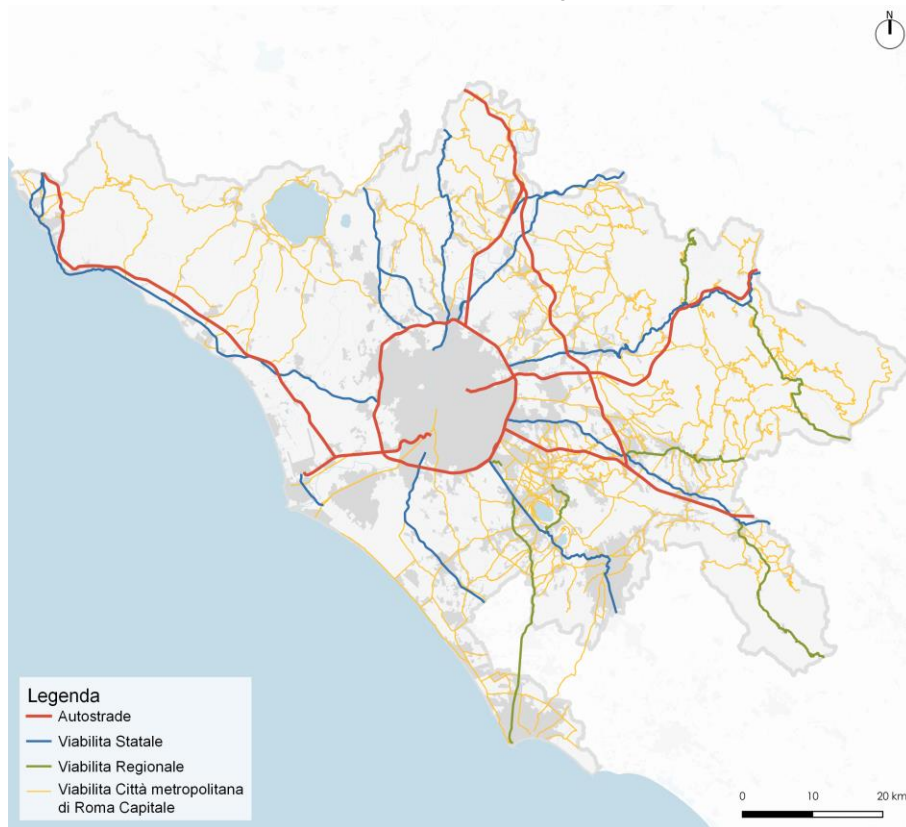 N
Legenda
Autostrade
Viabilita Statale
Viabilita Regionale
Viabilita Città metropolitana
di Roma Capitale
0 10 20 km